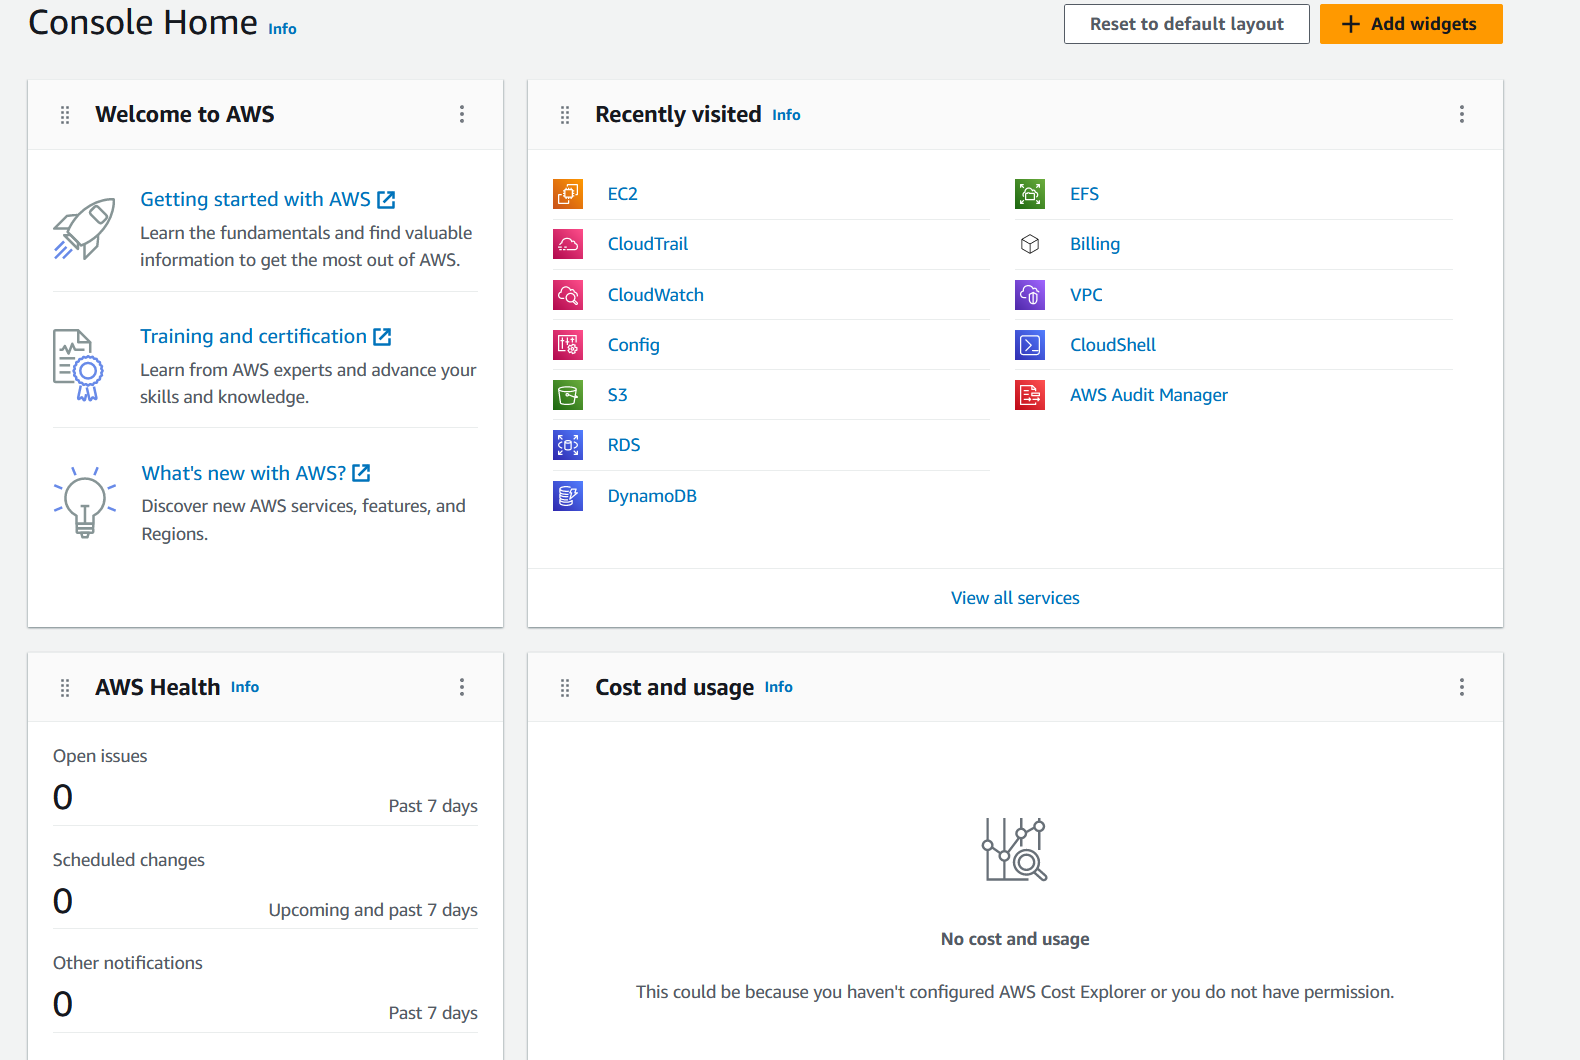 Console Home Info
Reset to default layout
Add widgets
Welcome to AWS
Getting started with AWS
Learn the fundamentals and find valuable
information to get the most out of AWS.
Training and certification
Learn from AWS experts and advance your
skills and knowledge.
What's new with AWS?
Discover new AWS services, features, and
Regions.
Recently visited Info
EC2
CloudTrail
CloudWatch
Config
S3
RDS
DynamoDB
EFS
Billing
VPC
CloudShell
AWS Audit Manager
View all services
AWS Health Info
Open issues
0
Past 7 days
Scheduled changes
0
Upcoming and past 7 days
Other notifications
0
Past 7 days
Cost and usage Info
No cost and usage
This could be because you haven't configured AWS Cost Explorer or you do not have permission.